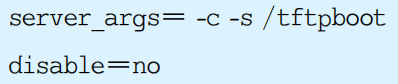 server_args= -c -s /tftpboot
disable=no